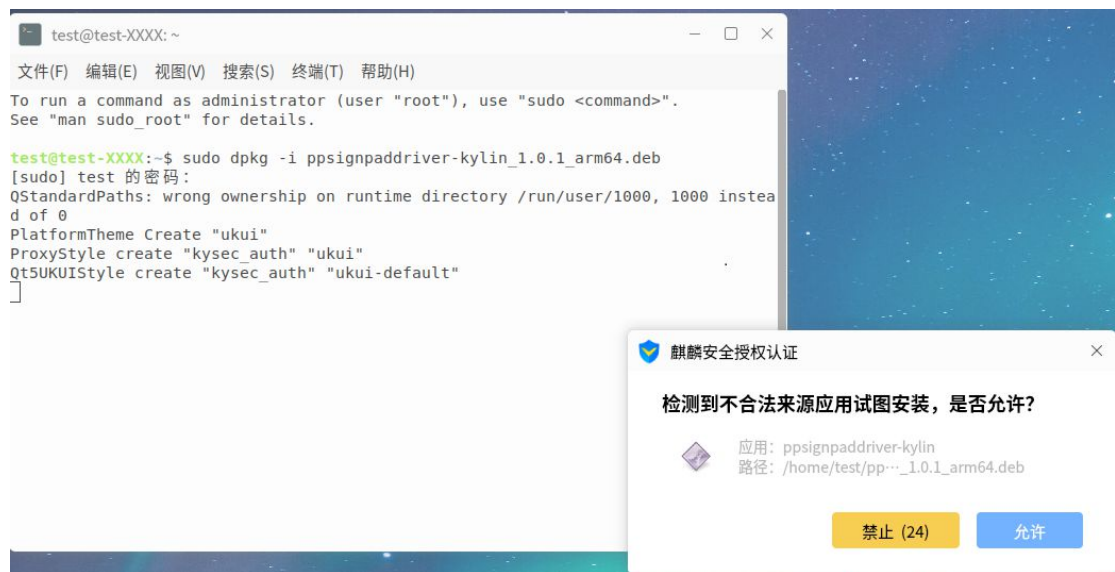 test@test-XXXX: ~
文件(F) 编辑(E) 视图(V) 搜索(S) 终端(T) 帮助(H)
To run a command as administrator (user "root"), use "sudo <command>".
See "man sudo_root" for details.
test@test-XXXX:~$ sudo dpkg -i ppsignpaddriver-kylin_1.0.1_arm64.deb
[sudo] test 的密码：
QStandardPaths: wrong ownership on runtime directory /run/user/1000, 1000 instea
d of 0
PlatformTheme Create "ukui"
ProxyStyle create "kysec_auth" "ukui"
Qt5UKUIStyle create "kysec_auth" "ukui-default"
麒麟安全授权认证
检测到不合法来源应用试图安装，是否允许？
应用：ppsignpaddriver-kylin
路径：/home/test/pp···_1.0.1_arm64.deb
禁止 (24) 允许